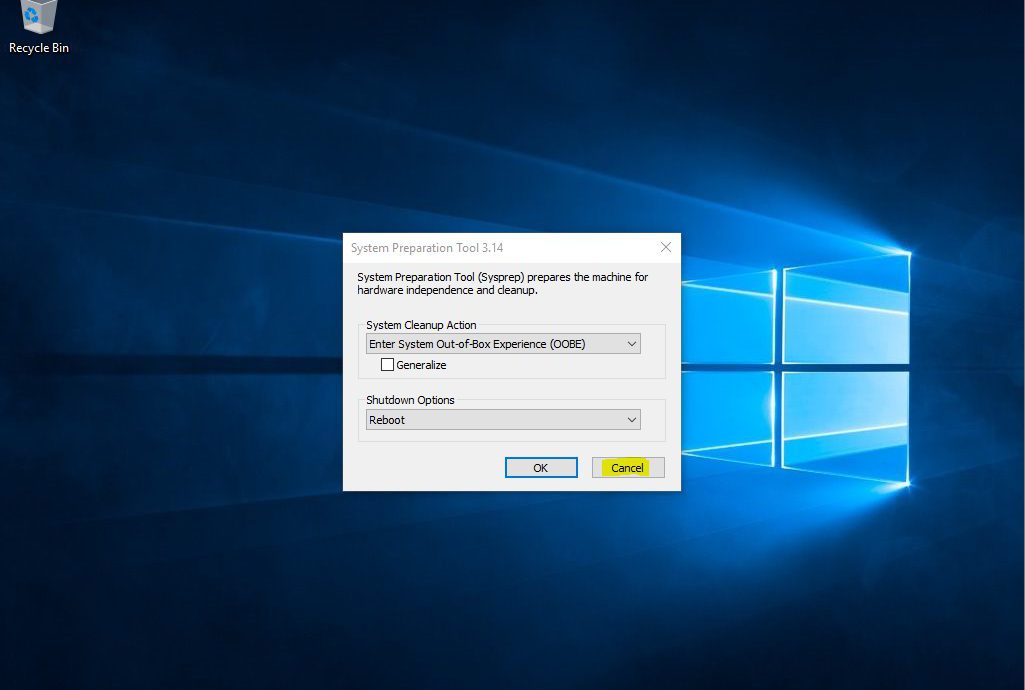 Recycle Bin
System Preparation Tool 3.14
System Preparation Tool (Sysprep) prepares the machine for
hardware independence and cleanup.
System Cleanup Action
Enter System Out-of-Box Experience (OOBE)
Generalize
Shutdown Options
Reboot
OK
Cancel